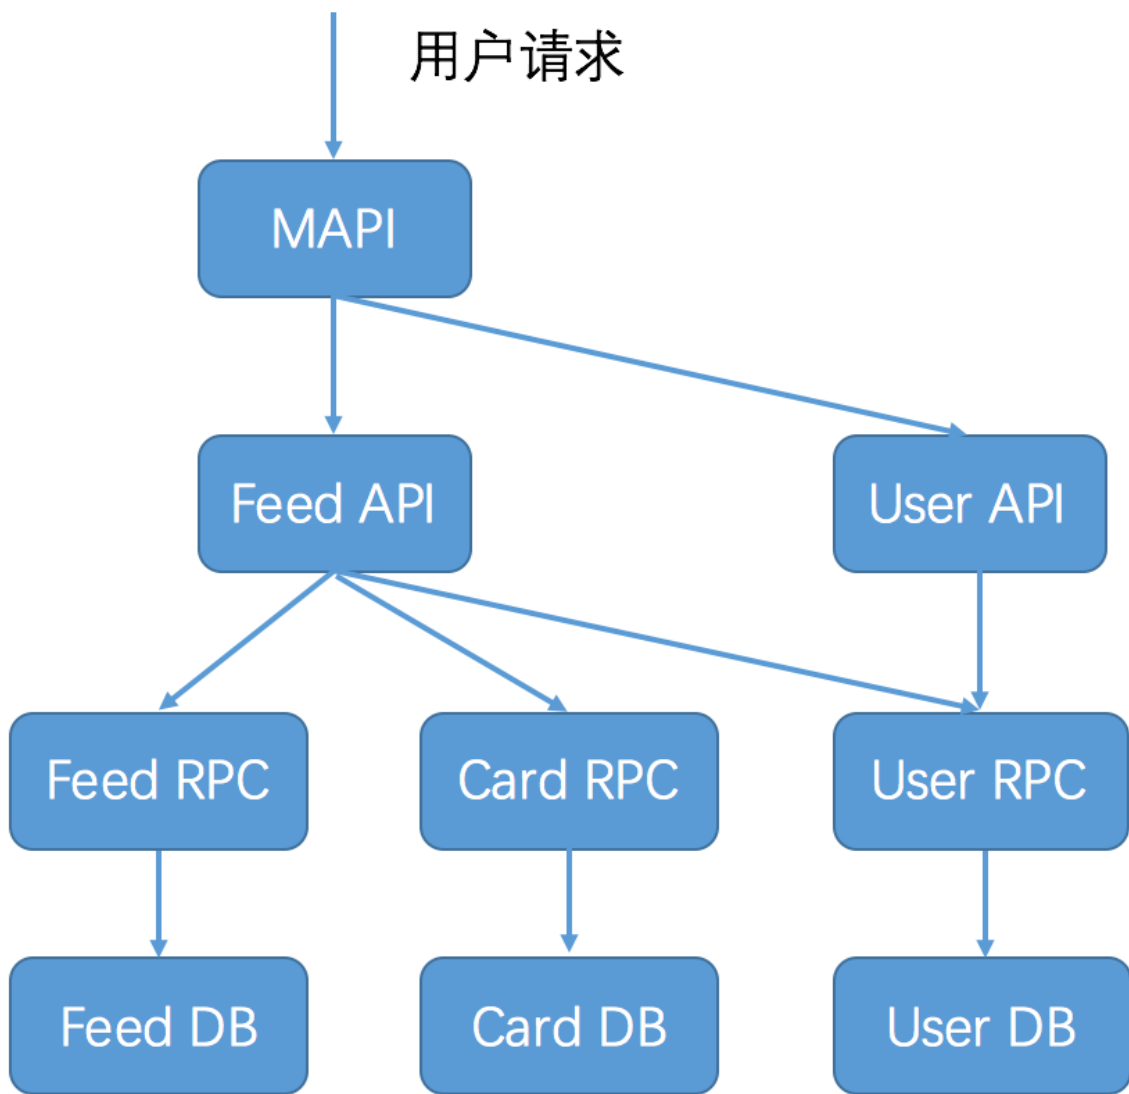 用户请求
MAPI
Feed API
User API
Feed RPC
Card RPC
User RPC
Feed DB
Card DB
User DB